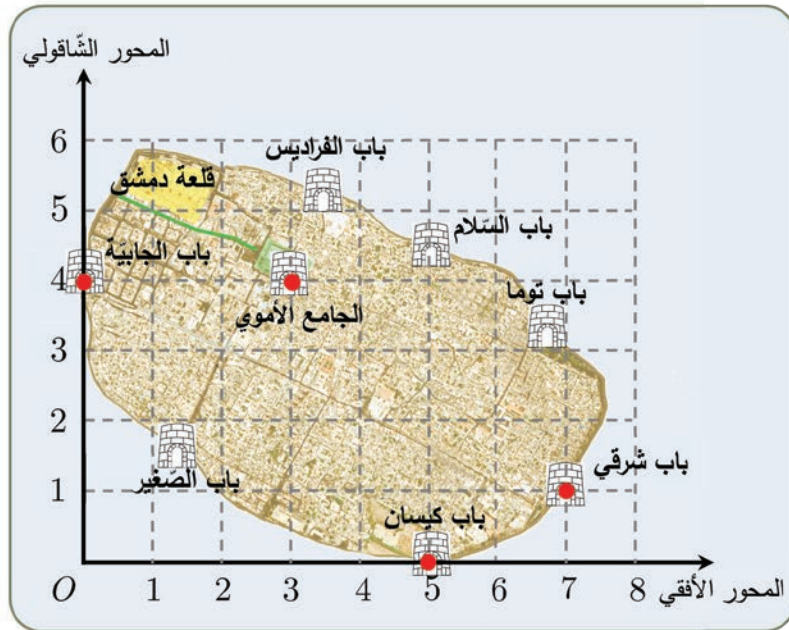 المحور الشّاقولي
6
باب الفراديس
قلعة دمشق
5
باب السّلام
باب الجابيّة
4
الجامع الأموي
باب توما
3
2
باب الصّغير
باب شرقي
1
باب كيسان
O 1 2 3 4 5 6 7 8
المحور الأفقي